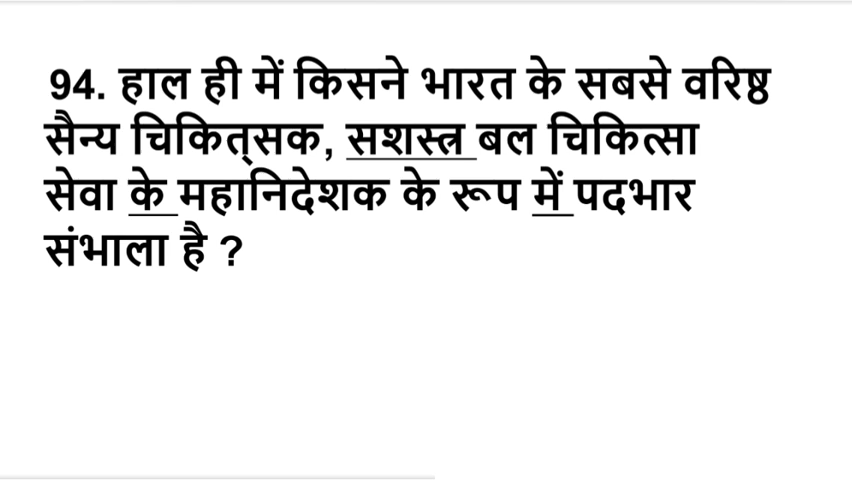 94. हाल ही में किसने भारत के सबसे वरिष्ठ
सैन्य चिकित्सक, सशस्त्र बल चिकित्सा
सेवा के महानिदेशक के रूप में पदभार
संभाला है ?